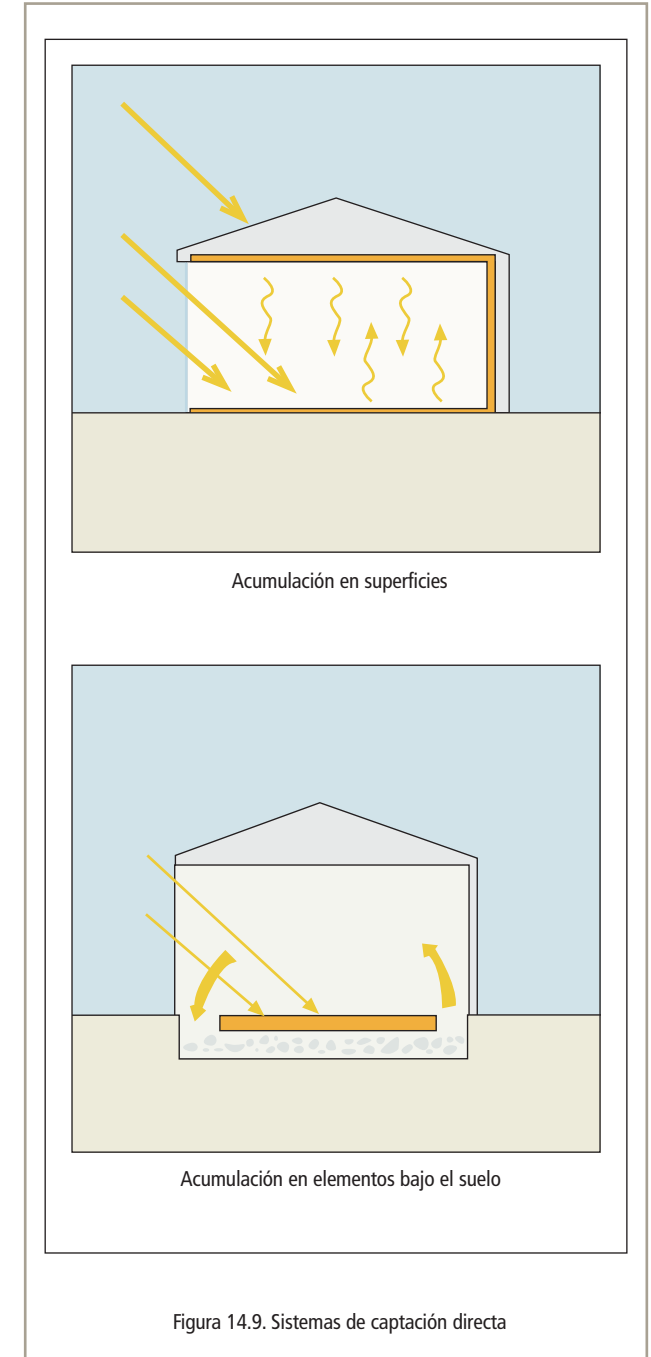 Acumulación en superficies
Acumulación en elementos bajo el suelo
Figura 14.9. Sistemas de captación directa